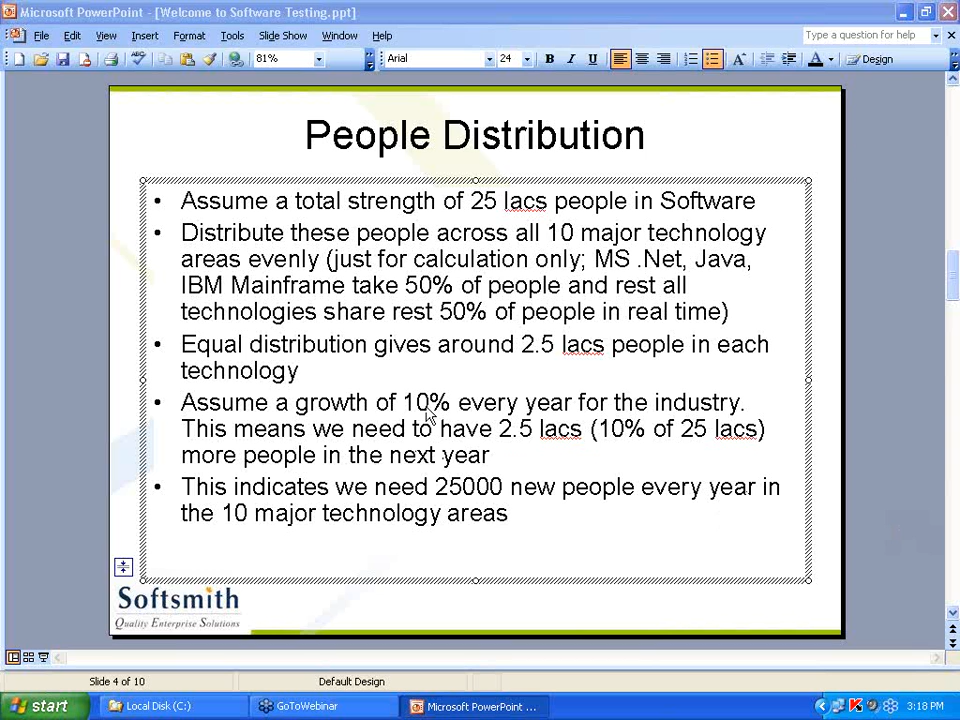 Microsoft PowerPoint - [Welcome to Software Testing.ppt]
File Edit View Insert Format Tools Slide Show Window Help
Type a question for help
81% Arial 24 B I U A A Design
People Distribution
• Assume a total strength of 25 lacs people in Software
• Distribute these people across all 10 major technology
areas evenly (just for calculation only; MS .Net, Java,
IBM Mainframe take 50% of people and rest all
technologies share rest 50% of people in real time)
• Equal distribution gives around 2.5 lacs people in each
technology
• Assume a growth of 10% every year for the industry.
This means we need to have 2.5 lacs (10% of 25 lacs)
more people in the next year
• This indicates we need 25000 new people every year in
the 10 major technology areas
Softsmith
Quality Enterprise Solutions
Slide 4 of 10 Default Design
start Local Disk (C:) GoToWebinar Microsoft PowerPoint ... 3:18 PM